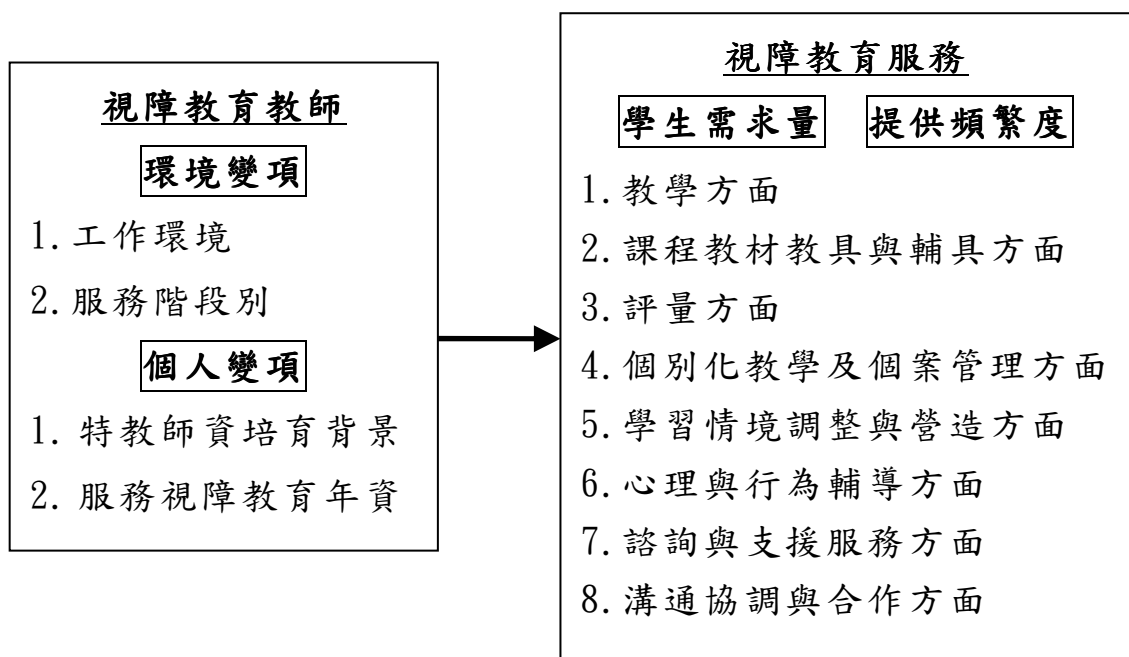 視障教育教師
環境變項
1.工作環境
2.服務階段別
個人變項
1. 特教師資培育背景
2. 服務視障教育年資
視障教育服務
學生需求量 提供頻繁度
1.教學方面
2.課程教材教具與輔具方面
3.評量方面
4.個別化教學及個案管理方面
5.學習情境調整與營造方面
6.心理與行為輔導方面
7.諮詢與支援服務方面
8.溝通協調與合作方面